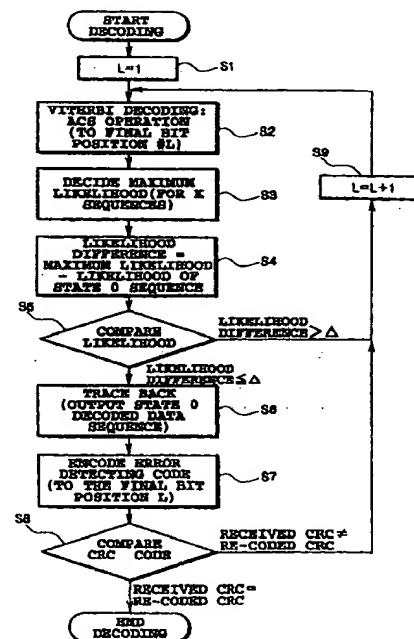 START
DECODING
L=1
S1
VITERBI DECODING:
ACS OPERATION
(TO FINAL BIT
POSITION #L)
S2
S9
L=L+1
DECIDE MAXIMUM
LIKELIHOOD(FOR K
SEQUENCES)
S3
LIKELIHOOD
DIFFERENCE =
MAXIMUM LIKELIHOOD
- LIKELIHOOD OF
STATE 0 SEQUENCE
S4
S5
COMPARE
LIKELIHOOD
LIKELIHOOD
DIFFERENCE > Δ
LIKELIHOOD
DIFFERENCE ≤ Δ
TRACE BACK
(OUTPUT STATE 0
DECODED DATA
SEQUENCE)
S6
ENCODE ERROR
DETECTING CODE
(TO THE FINAL BIT
POSITION L)
S7
S8
COMPARE
CRC CODE
RECEIVED CRC ≠
RE-CODED CRC
RECEIVED CRC =
RE-CODED CRC
END
DECODING